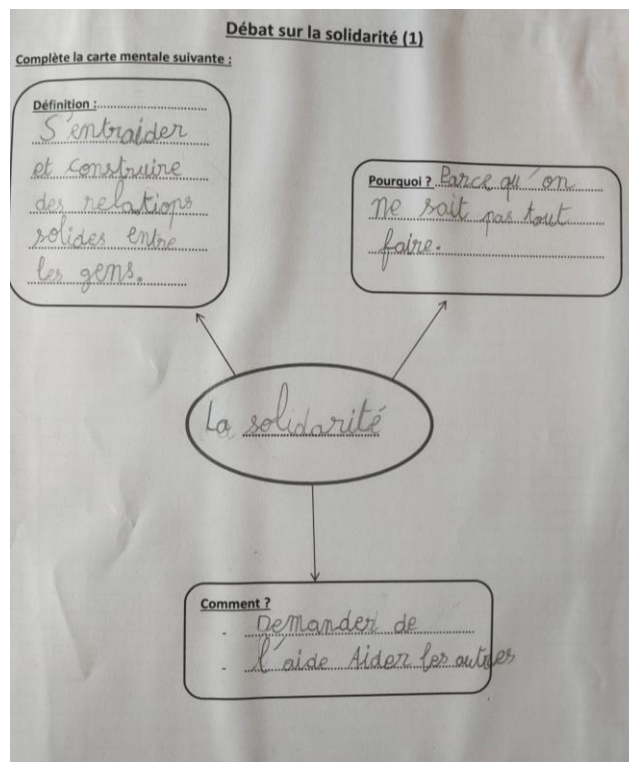 Débat sur la solidarité (1)
Complète la carte mentale suivante :
Définition :
S'entraider
et construire
des relations
solides entre
les gens.
Pourquoi ? Parce qu'on
ne sait pas tout
faire.
La solidarité
Comment ?
- Demander de
- l'aide Aider les autres